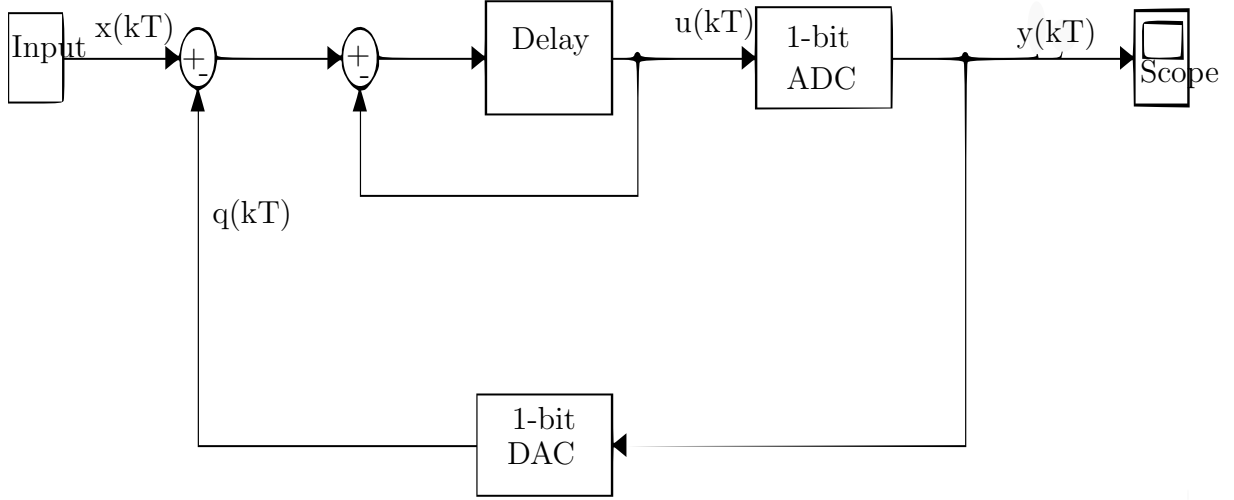 Input
x(kT)
+
-
+
-
Delay
u(kT)
1-bit
ADC
y(kT)
Scope
q(kT)
1-bit
DAC